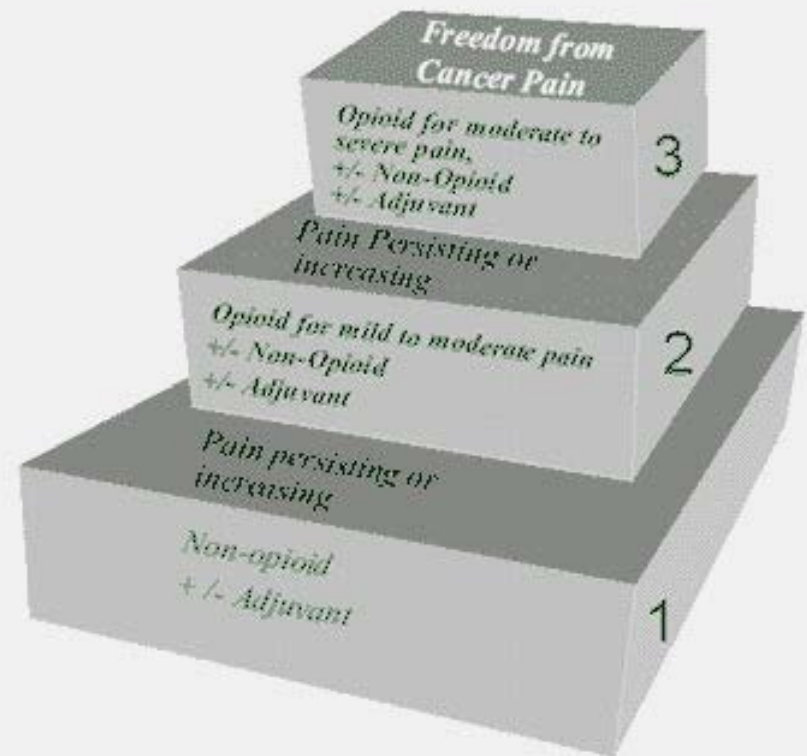 Freedom from
Cancer Pain
Opioid for moderate to
severe pain,
+/- Non-Opioid
+/- Adjuvant
3
Pain Persisting or
increasing
Opioid for mild to moderate pain
+/- Non-Opioid
+/- Adjuvant
2
Pain persisting or
increasing
Non-opioid
+ /- Adjuvant
1